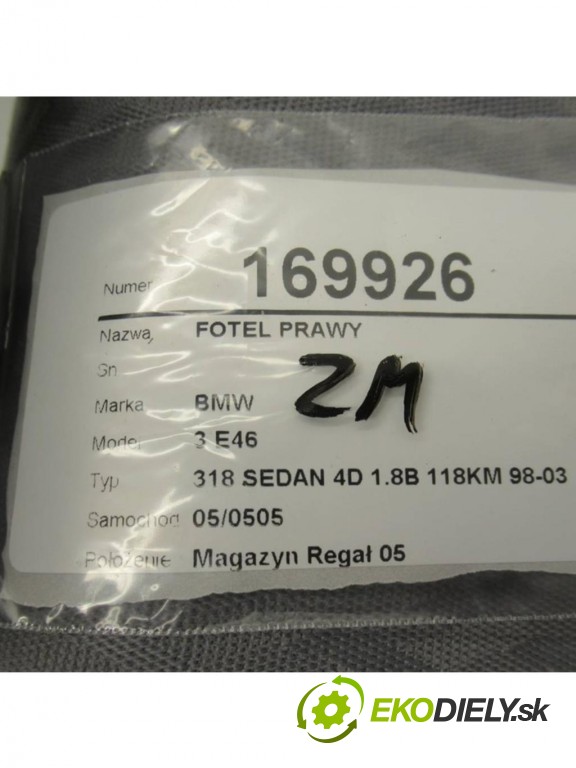 Numer 169926
Nazwa FOTEL PRAWY
Sn
ZM
Marka BMW
Model 3 E46
Typ 318 SEDAN 4D 1.8B 118KM 98-03
Samochod 05/0505
Położenie Magazyn Regał 05
EKODIELY.sk